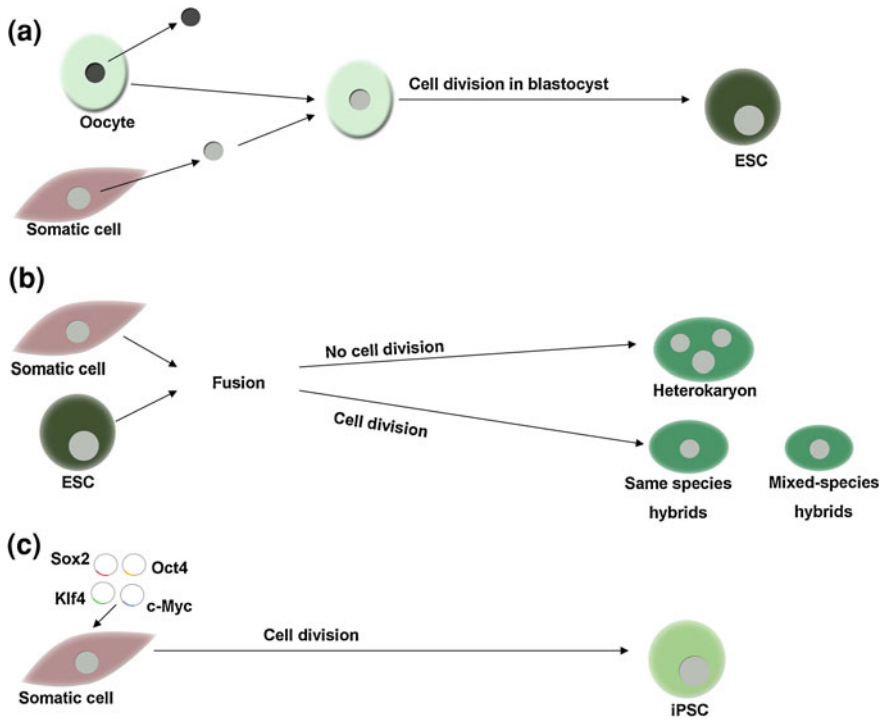 (a)
Oocyte
Cell division in blastocyst
ESC
Somatic cell
(b)
Somatic cell
ESC
Fusion
No cell division
Cell division
Heterokaryon
Same species
hybrids
Mixed-species
hybrids
(c)
Sox2
Oct4
Klf4
c-Myc
Somatic cell
Cell division
iPSC